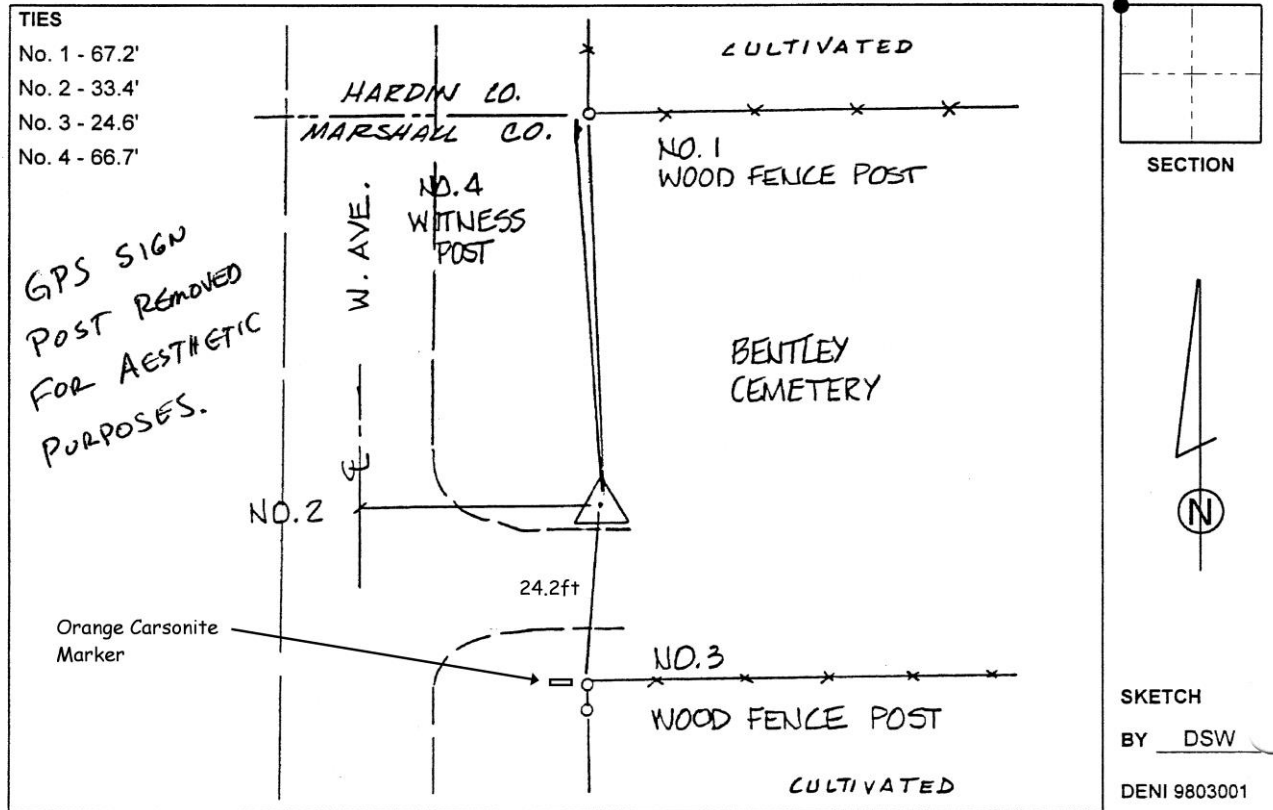 TIES
No. 1 - 67.2'
No. 2 - 33.4'
No. 3 - 24.6'
No. 4 - 66.7'
CULTIVATED
HARDIN CO.
MARSHALL CO.
NO. 1
WOOD FENCE POST
SECTION
NO. 4
WITNESS
POST
W. AVE.
GPS SIGN
POST REMOVED
FOR AESTHETIC
PURPOSES.
BENTLEY
CEMETERY
℄
NO. 2
N
24.2ft
Orange Carsonite
Marker
NO. 3
WOOD FENCE POST
CULTIVATED
SKETCH
BY DSW
DENI 9803001